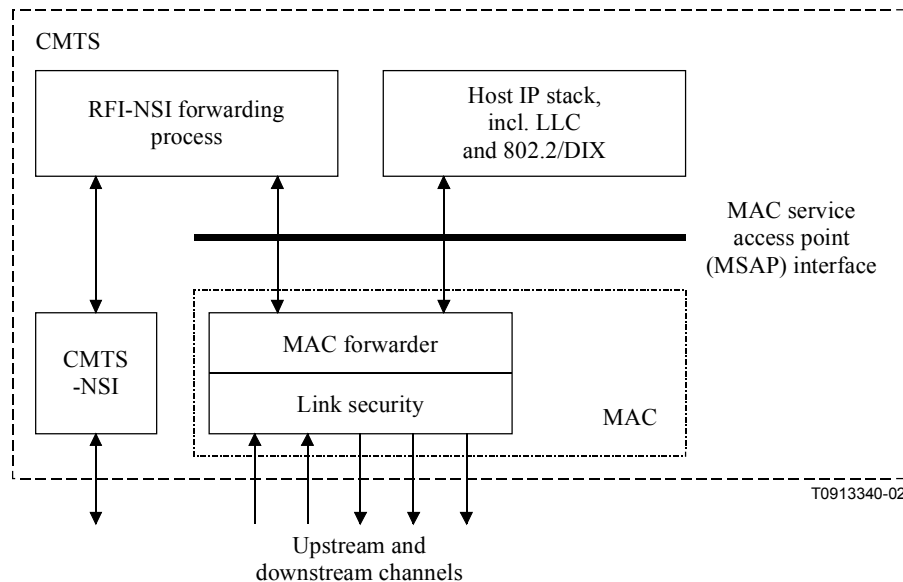 CMTS
RFI-NSI forwarding
process
Host IP stack,
incl. LLC
and 802.2/DIX
MAC service
access point
(MSAP) interface
CMTS
-NSI
MAC forwarder
Link security
MAC
T0913340-02
Upstream and
downstream channels